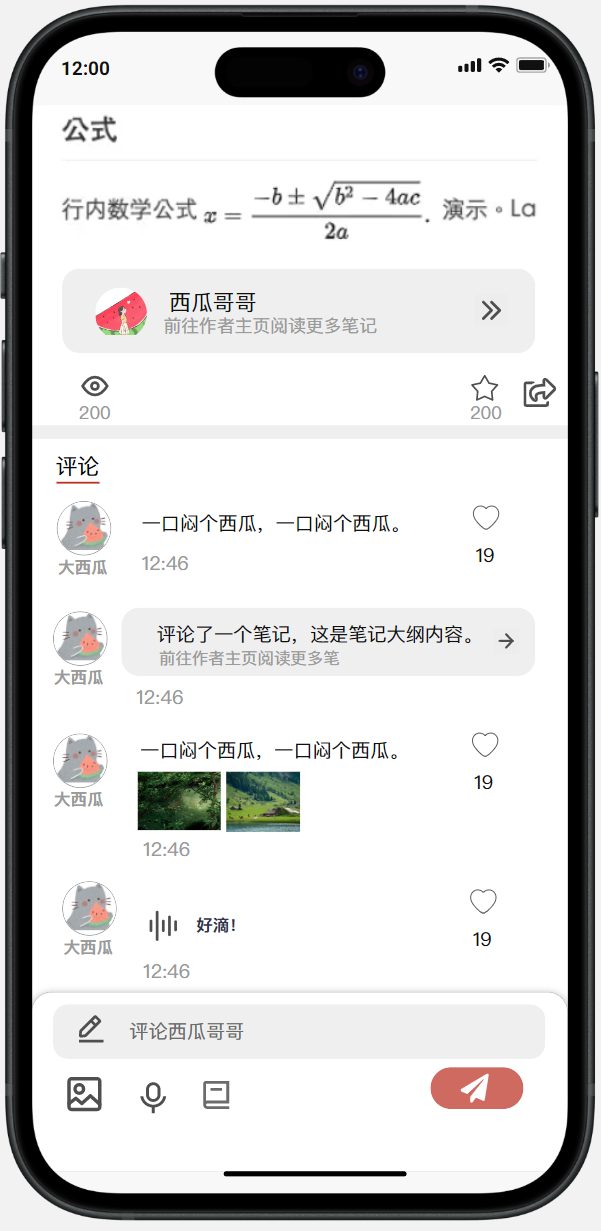 12:00
公式
行内数学公式 x = \frac{-b ± \sqrt{b² − 4ac}}{2a}. 演示。La
西瓜哥哥
前往作者主页阅读更多笔记
200
200
评论
一口闷个西瓜，一口闷个西瓜。
大西瓜
12:46
19
评论了一个笔记，这是笔记大纲内容。
前往作者主页阅读更多笔
大西瓜
12:46
一口闷个西瓜，一口闷个西瓜。
大西瓜
19
12:46
好滴！
大西瓜
19
12:46
评论西瓜哥哥